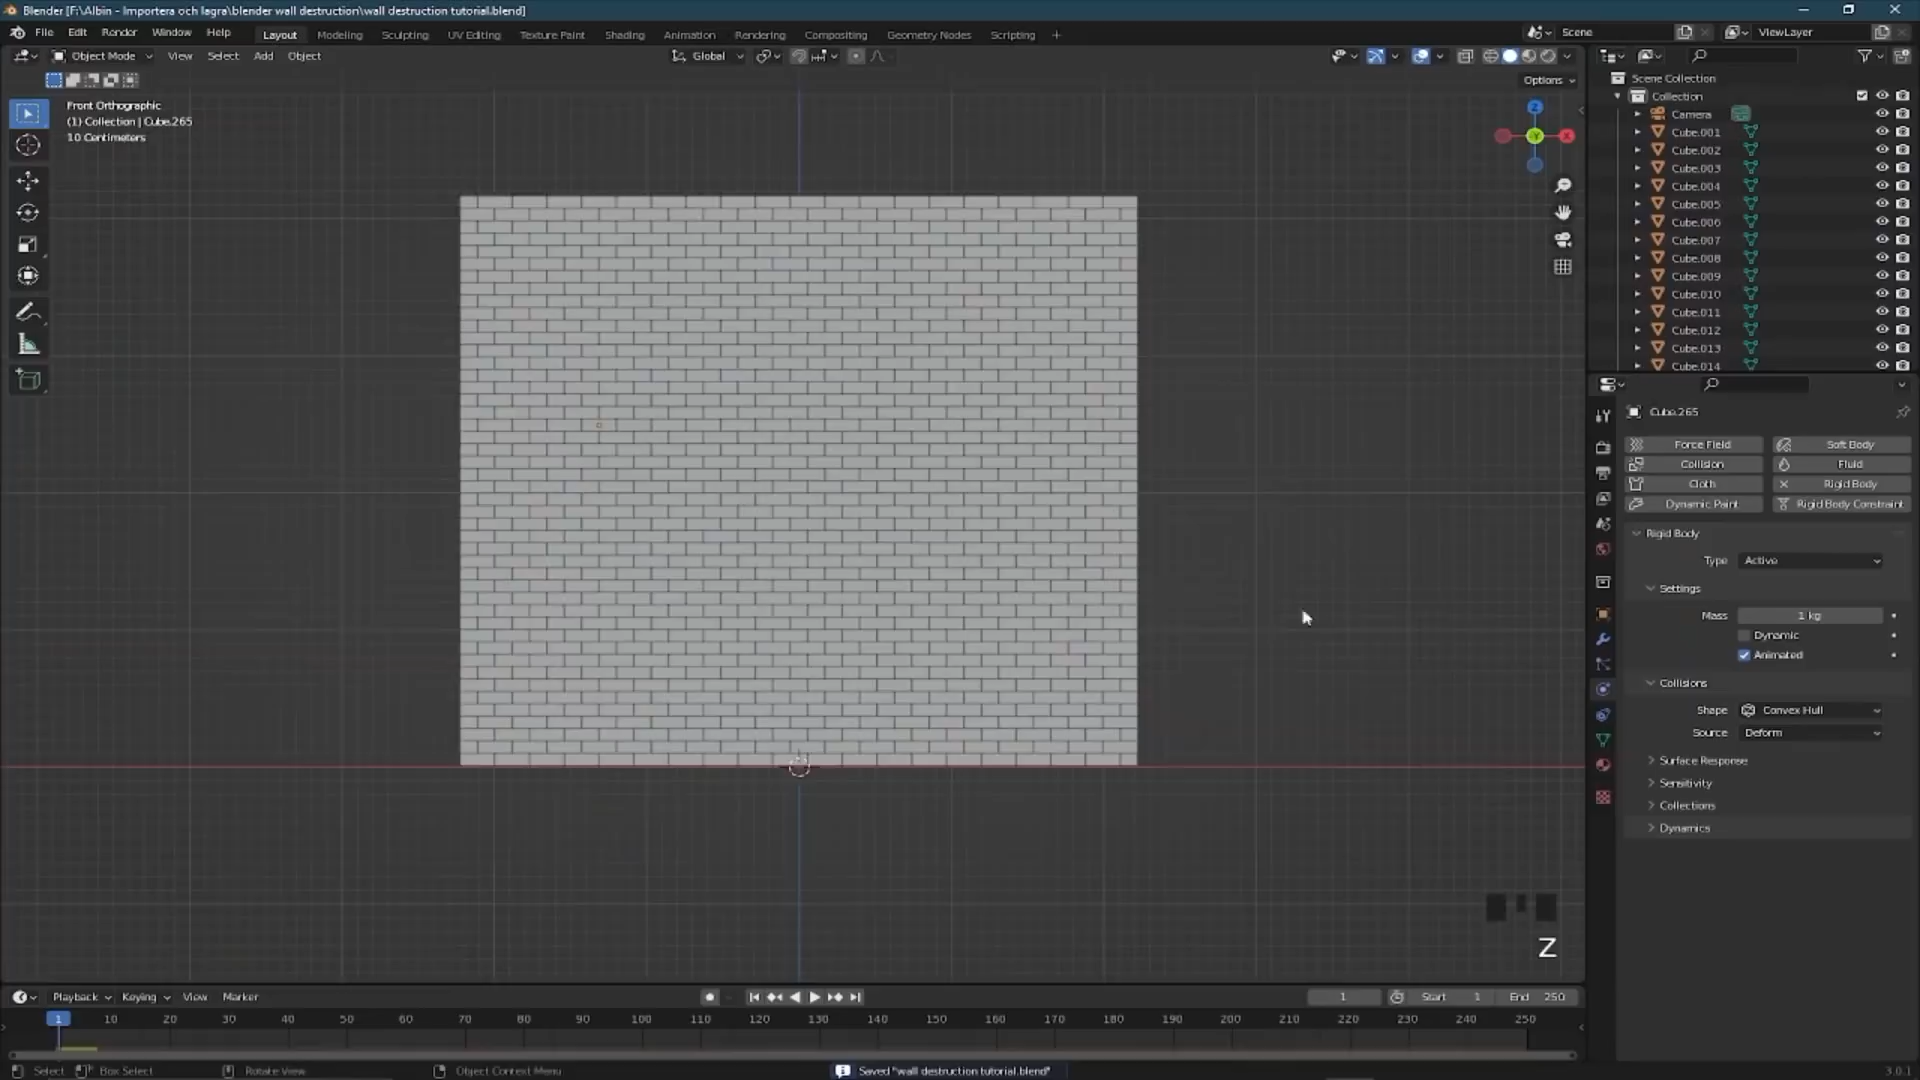 Blender [F:\Albin - Importera och lagra\blender wall destruction\wall destruction tutorial.blend]
File Edit Render Window Help Layout Modeling Sculpting UV Editing Texture Paint Shading Animation Rendering Compositing Geometry Nodes Scripting + Scene ViewLayer
Object Mode View Select Add Object Global
Options
Front Orthographic
(1) Collection | Cube.265
10 Centimeters
Z
X
-Y
Scene Collection
Collection
Camera
Cube.001
Cube.002
Cube.003
Cube.004
Cube.005
Cube.006
Cube.007
Cube.008
Cube.009
Cube.010
Cube.011
Cube.012
Cube.013
Cube.014
Cube.265
Force Field Soft Body
Collision Fluid
Cloth Rigid Body
Dynamic Paint Rigid Body Constraint
Rigid Body
Type Active
Settings
Mass 1 kg
Dynamic
Animated
Collisions
Shape Convex Hull
Source Deform
Surface Response
Sensitivity
Collections
Dynamics
Z
Playback Keying View Marker 1 Start 1 End 250
1 10 20 30 40 50 60 70 80 90 100 110 120 130 140 150 160 170 180 190 200 210 220 230 240 250
Select Box Select Rotate View Object Context Menu Saved "wall destruction tutorial.blend" 3.0.1